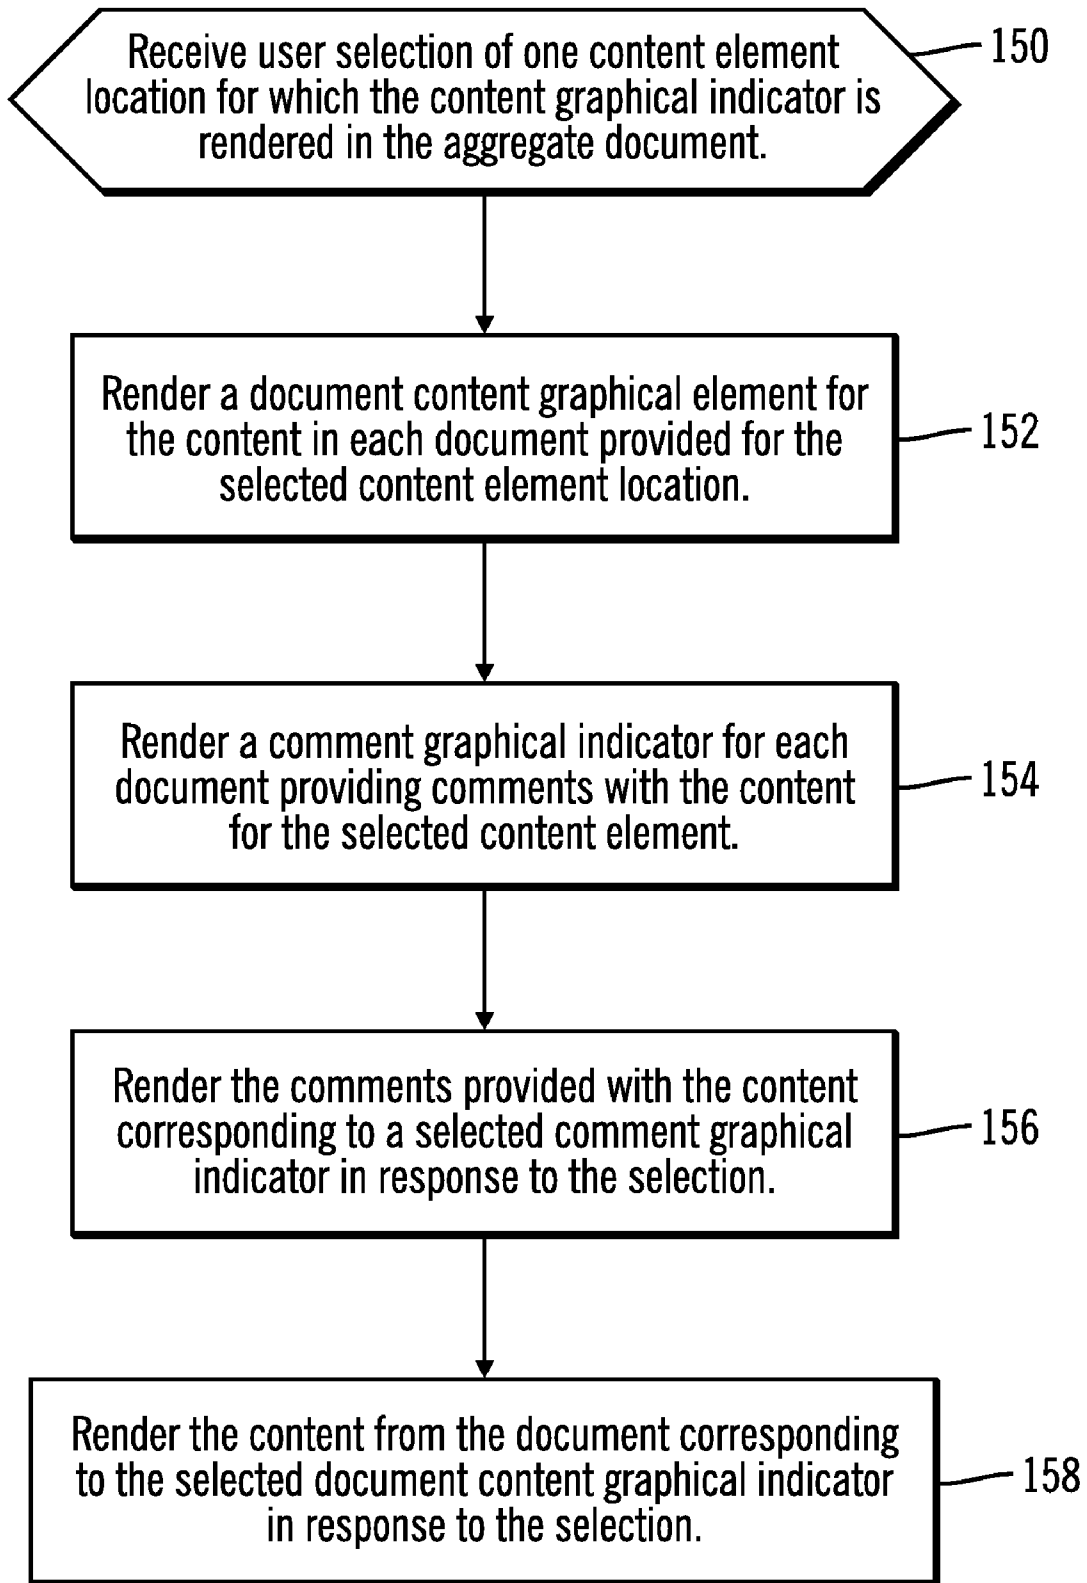 Receive user selection of one content element
location for which the content graphical indicator is
rendered in the aggregate document.
150
Render a document content graphical element for
the content in each document provided for the
selected content element location.
152
Render a comment graphical indicator for each
document providing comments with the content
for the selected content element.
154
Render the comments provided with the content
corresponding to a selected comment graphical
indicator in response to the selection.
156
Render the content from the document corresponding
to the selected document content graphical indicator
in response to the selection.
158